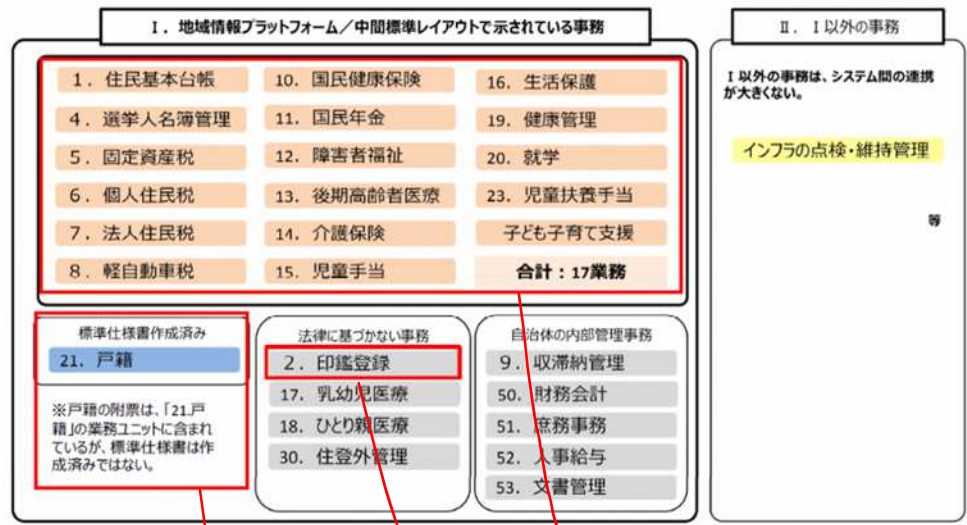 Ⅰ．地域情報プラットフォーム／中間標準レイアウトで示されている事務
1．住民基本台帳
4．選挙人名簿管理
5．固定資産税
6．個人住民税
7．法人住民税
8．軽自動車税
10．国民健康保険
11．国民年金
12．障害者福祉
13．後期高齢者医療
14．介護保険
15．児童手当
16．生活保護
19．健康管理
20．就学
23．児童扶養手当
子ども子育て支援
合計：17業務
標準仕様書作成済み
21．戸籍
※戸籍の附票は、「21.戸
籍」の業務ユニットに含まれ
ているが、標準仕様書は作
成済みではない。
法律に基づかない事務
2．印鑑登録
17．乳幼児医療
18．ひとり親医療
30．住登外管理
自治体の内部管理事務
9．収滞納管理
50．財務会計
51．庶務事務
52．人事給与
53．文書管理
Ⅱ．Ⅰ以外の事務
Ⅰ以外の事務は、システム間の連携
が大きくない。
インフラの点検・維持管理
等